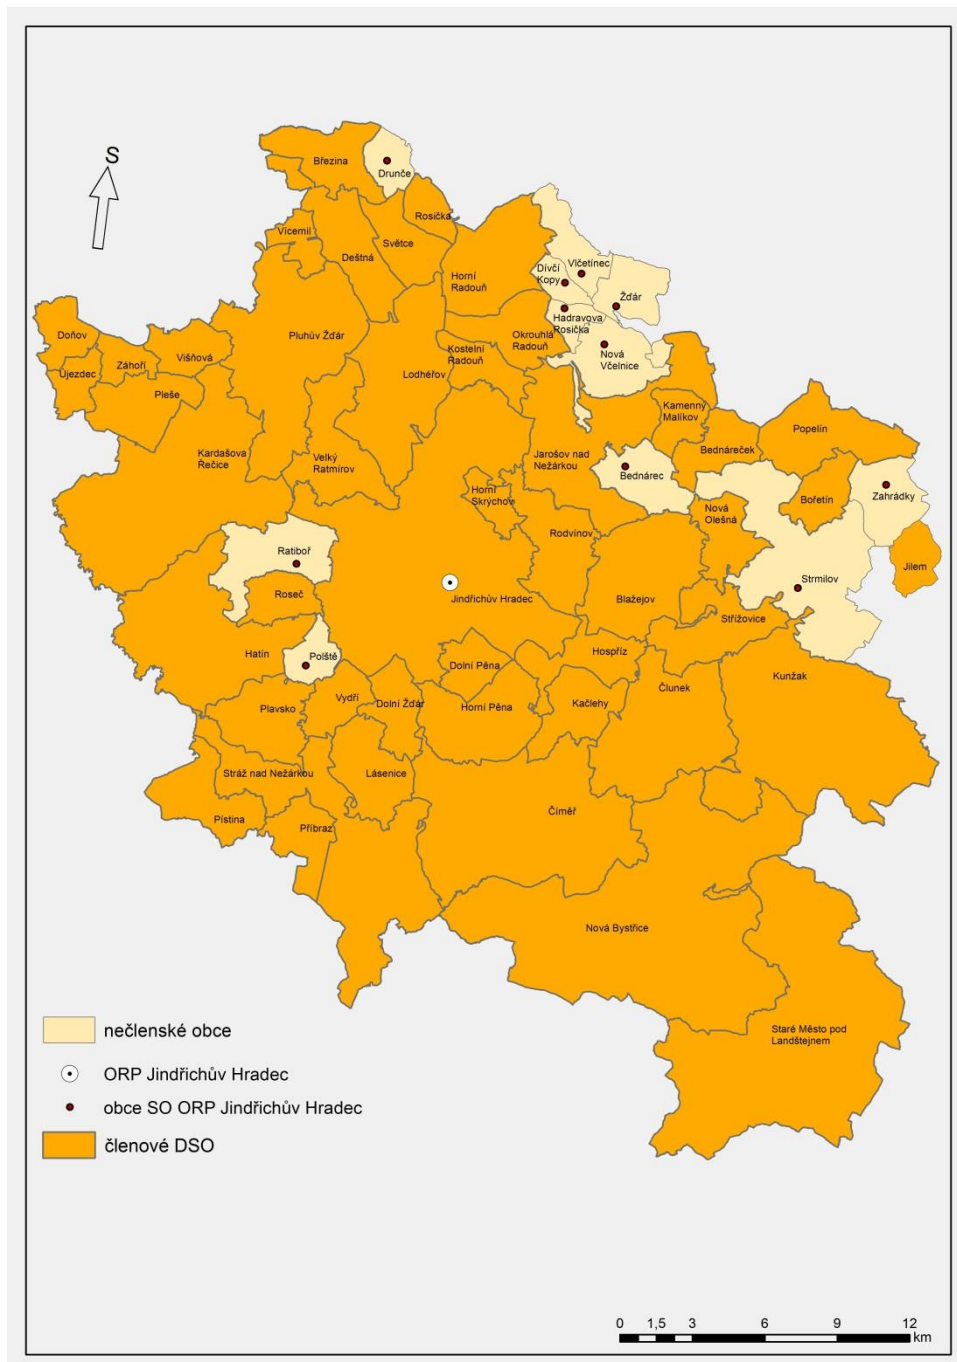 S
Březina
Drunče
Rosička
Vícemil
Světce
Deštná
Horní
Radouň
Dívčí
Kopy
Vlčetínec
Žďár
Hadravova
Rosička
Doňov
Záhoří
Višňová
Pluhův Žďár
Okrouhlá
Radouň
Kostelní
Radouň
Nová
Včelnice
Újezdec
Pleše
Lodhéřov
Kamenný
Malíkov
Popelín
Kardašova
Řečice
Velký
Ratmírov
Jarošov nad
Nežárkou
Bednáreček
Bednárec
Horní
Skrýchov
Nová
Olešná
Bořetín
Zahrádky
Rodvínov
Ratiboř
Jilem
Strmilov
Roseč
Jindřichův Hradec
Blažejov
Střížovice
Hatín
Polště
Dolní Pěna
Hospříz
Kunžak
Člunek
Vydří
Dolní Žďár
Plavsko
Horní Pěna
Kačlehy
Stráž nad Nežárkou
Lásenice
Číměř
Pístina
Příbraz
Nová Bystřice
Staré Město pod
Landštejnem
nečlenské obce
ORP Jindřichův Hradec
obce SO ORP Jindřichův Hradec
členové DSO
0 1,5 3 6 9 12
km